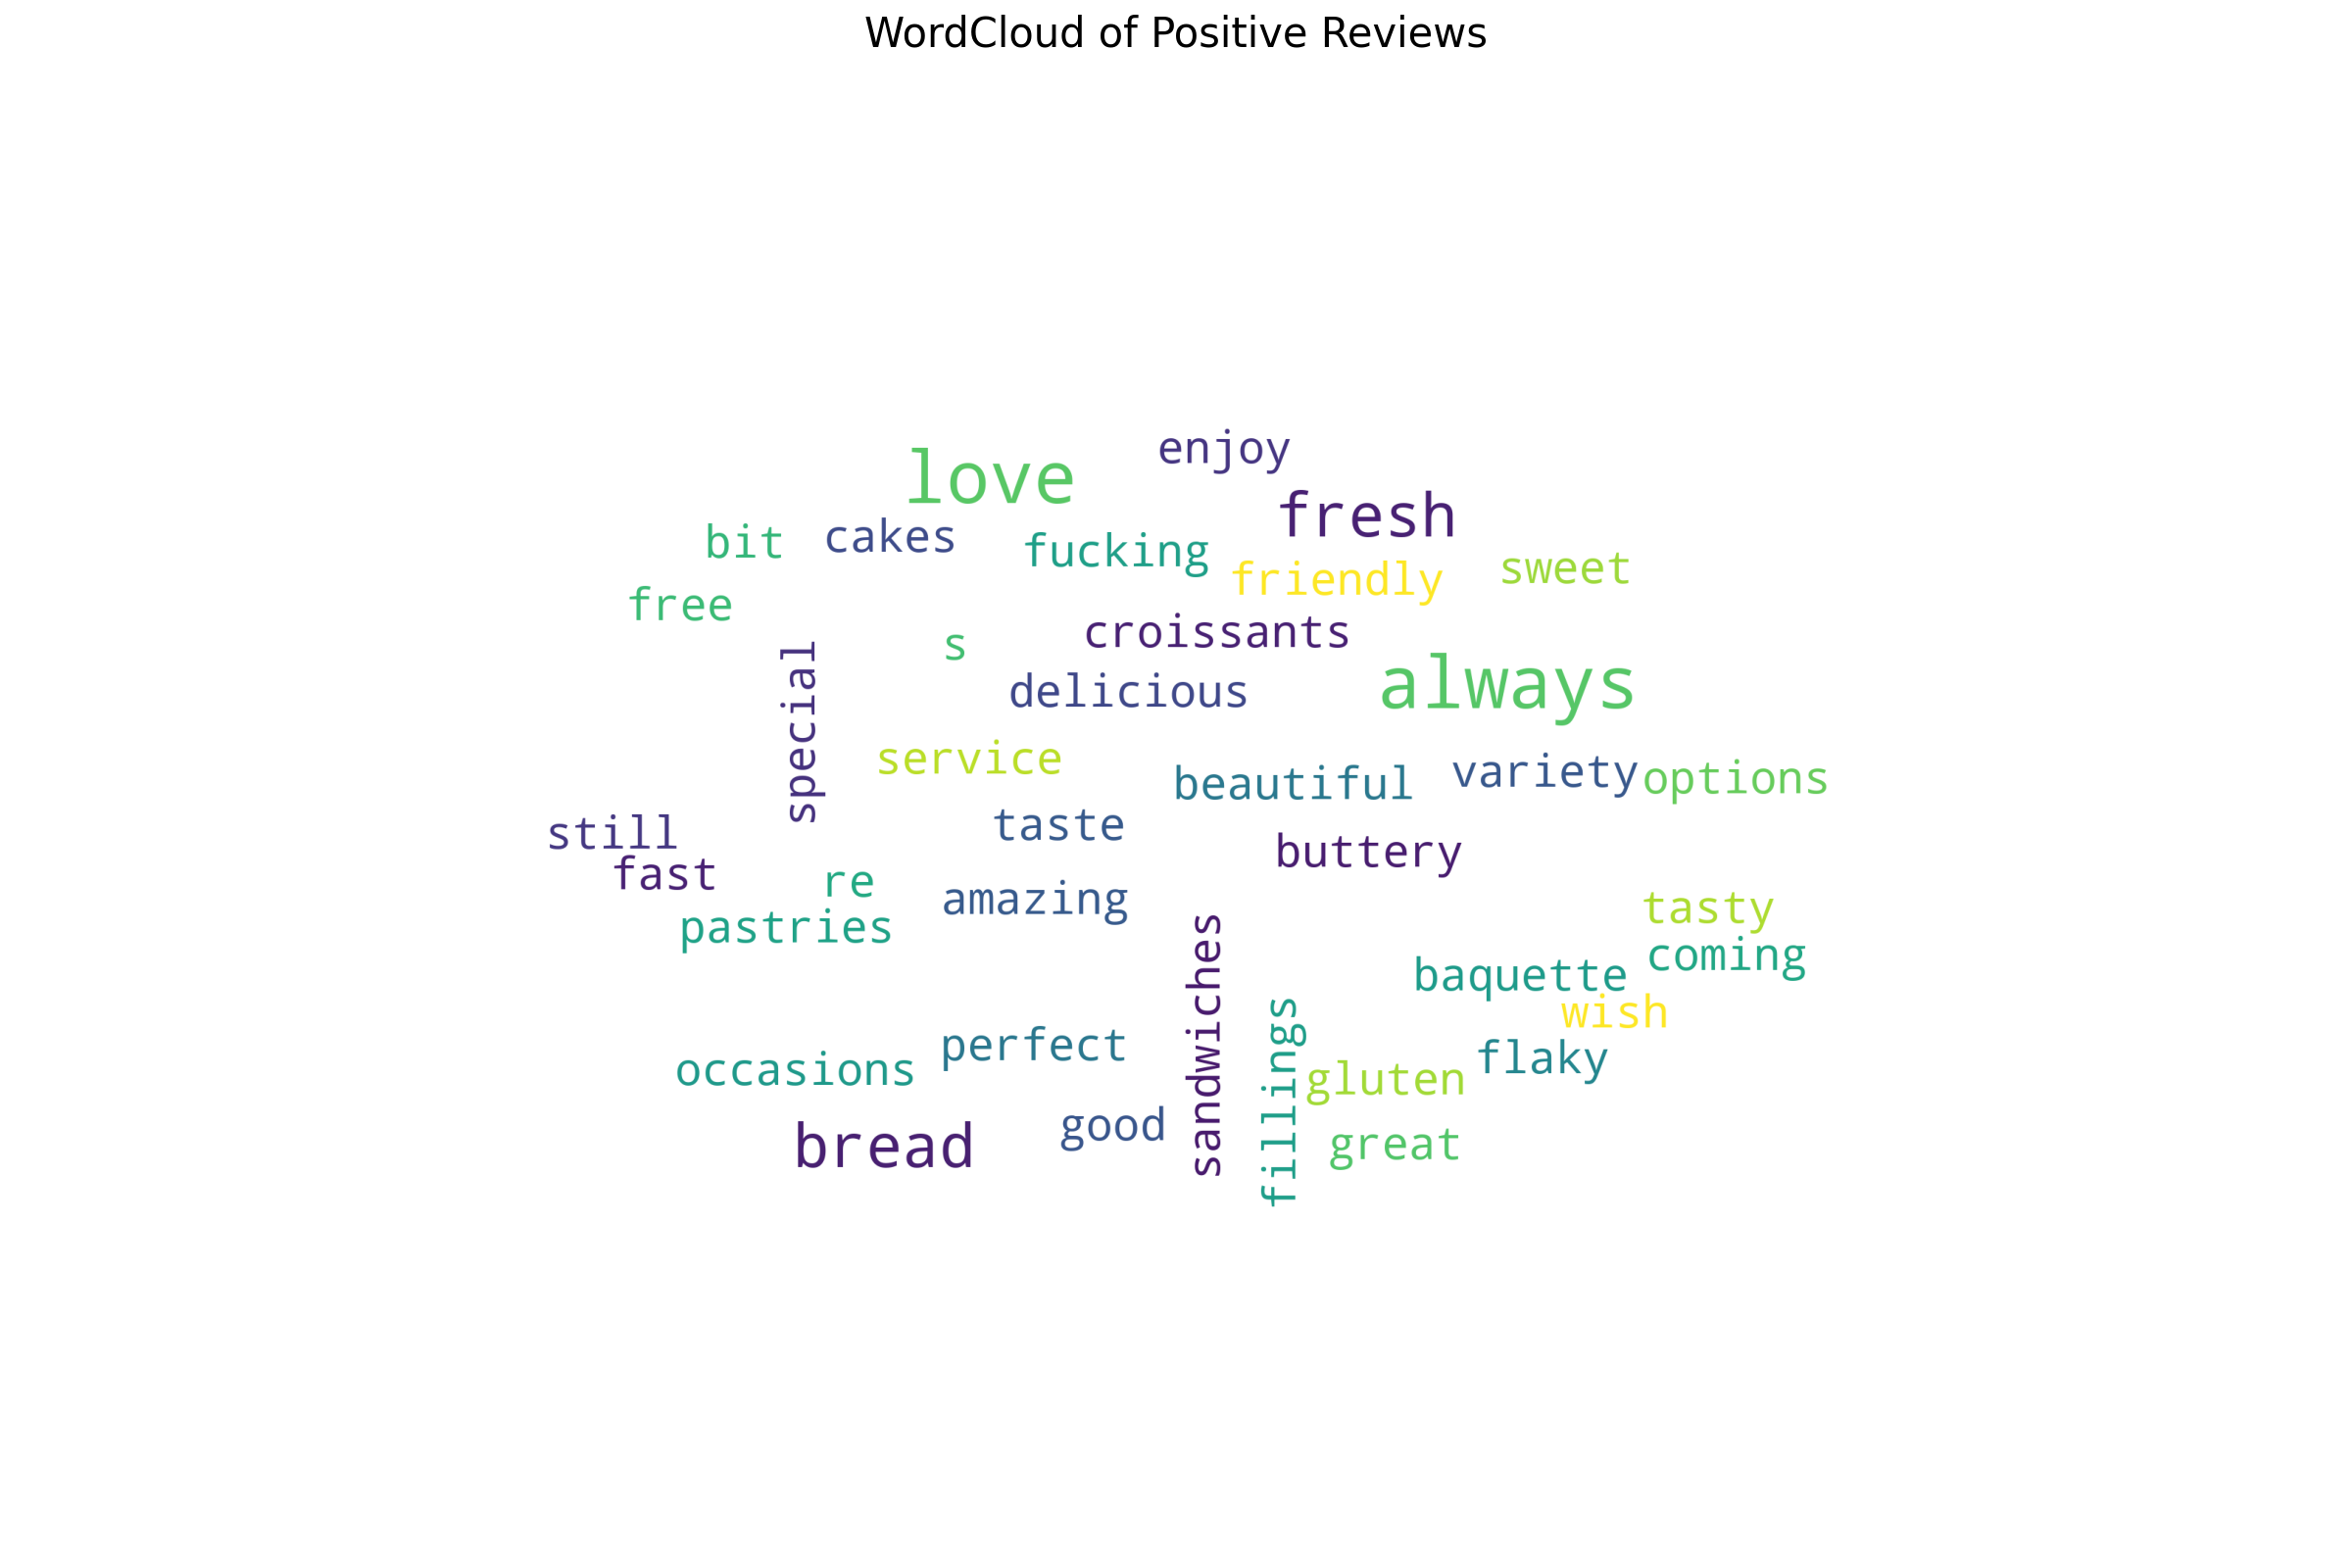 WordCloud of Positive Reviews
enjoy
love
fresh
bit
cakes
fucking
friendly
sweet
free
s
croissants
special
delicious
always
service
beautiful
variety
options
still
taste
buttery
fast
re
amazing
pastries
tasty
coming
sandwiches
baquette
wish
fillings
perfect
occasions
flaky
gluten
good
great
bread